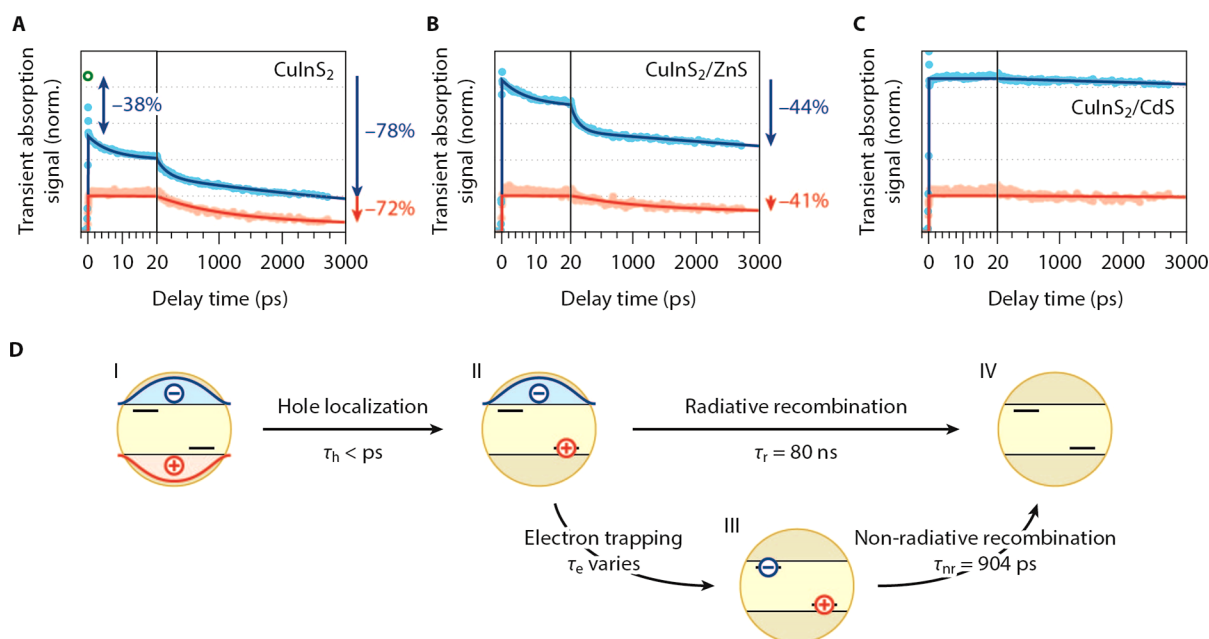 A
Transient absorption
signal (norm.)
CuInS₂
–38%
–78%
–72%
0 10 20 1000 2000 3000
Delay time (ps)
B
Transient absorption
signal (norm.)
CuInS₂/ZnS
–44%
–41%
0 10 20 1000 2000 3000
Delay time (ps)
C
Transient absorption
signal (norm.)
CuInS₂/CdS
0 10 20 1000 2000 3000
Delay time (ps)
D
I
Hole localization
τh < ps
II
Radiative recombination
τr = 80 ns
IV
Electron trapping
τe varies
III
Non-radiative recombination
τnr = 904 ps